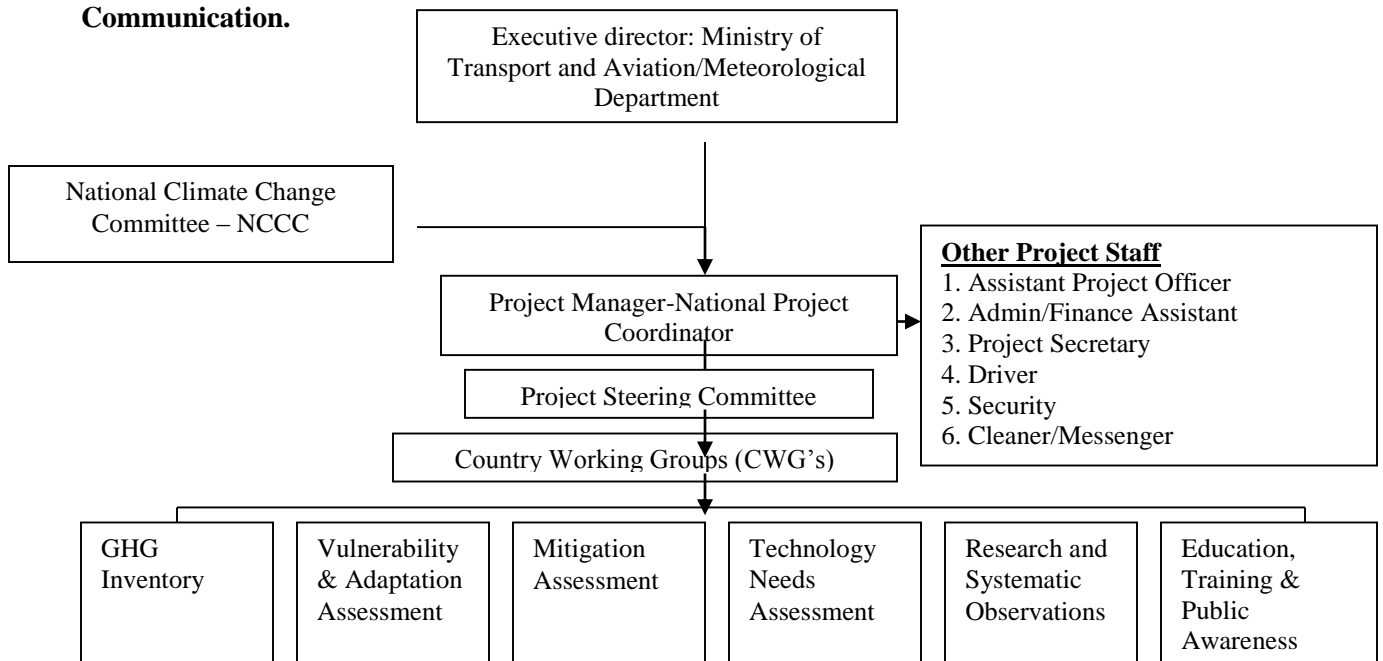 Communication.
Executive director: Ministry of
Transport and Aviation/Meteorological
Department
National Climate Change
Committee – NCCC
Other Project Staff
1. Assistant Project Officer
2. Admin/Finance Assistant
3. Project Secretary
4. Driver
5. Security
6. Cleaner/Messenger
Project Manager-National Project
Coordinator
Project Steering Committee
Country Working Groups (CWG's)
GHG
Inventory
Vulnerability
& Adaptation
Assessment
Mitigation
Assessment
Technology
Needs
Assessment
Research and
Systematic
Observations
Education,
Training &
Public
Awareness